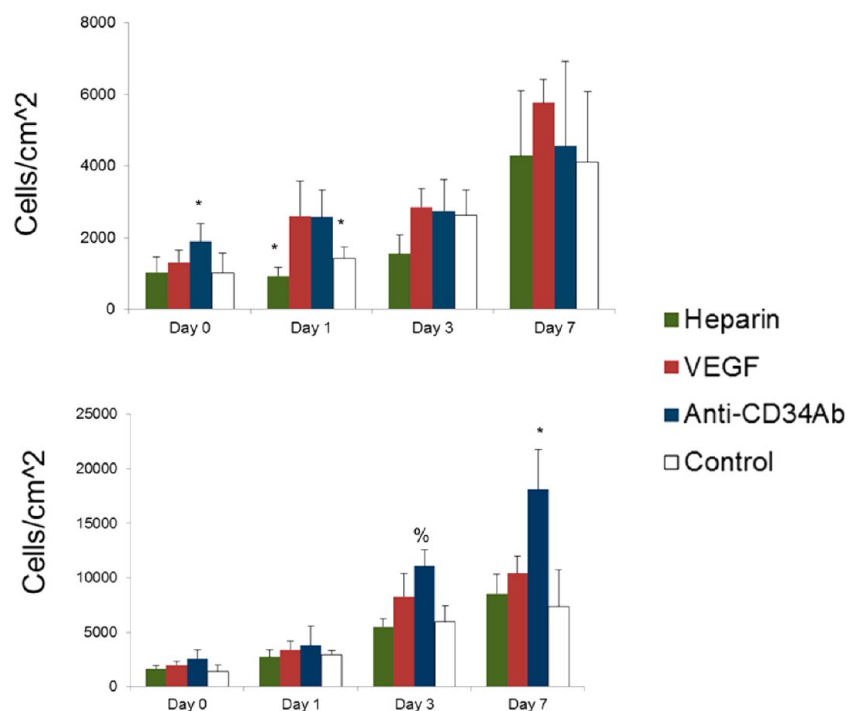 8000
6000
4000
2000
0
Cells/cm^2
*
*
*
Day 0 Day 1 Day 3 Day 7
Heparin
VEGF
Anti-CD34Ab
Control
25000
20000
15000
10000
5000
0
Cells/cm^2
%
*
Day 0 Day 1 Day 3 Day 7